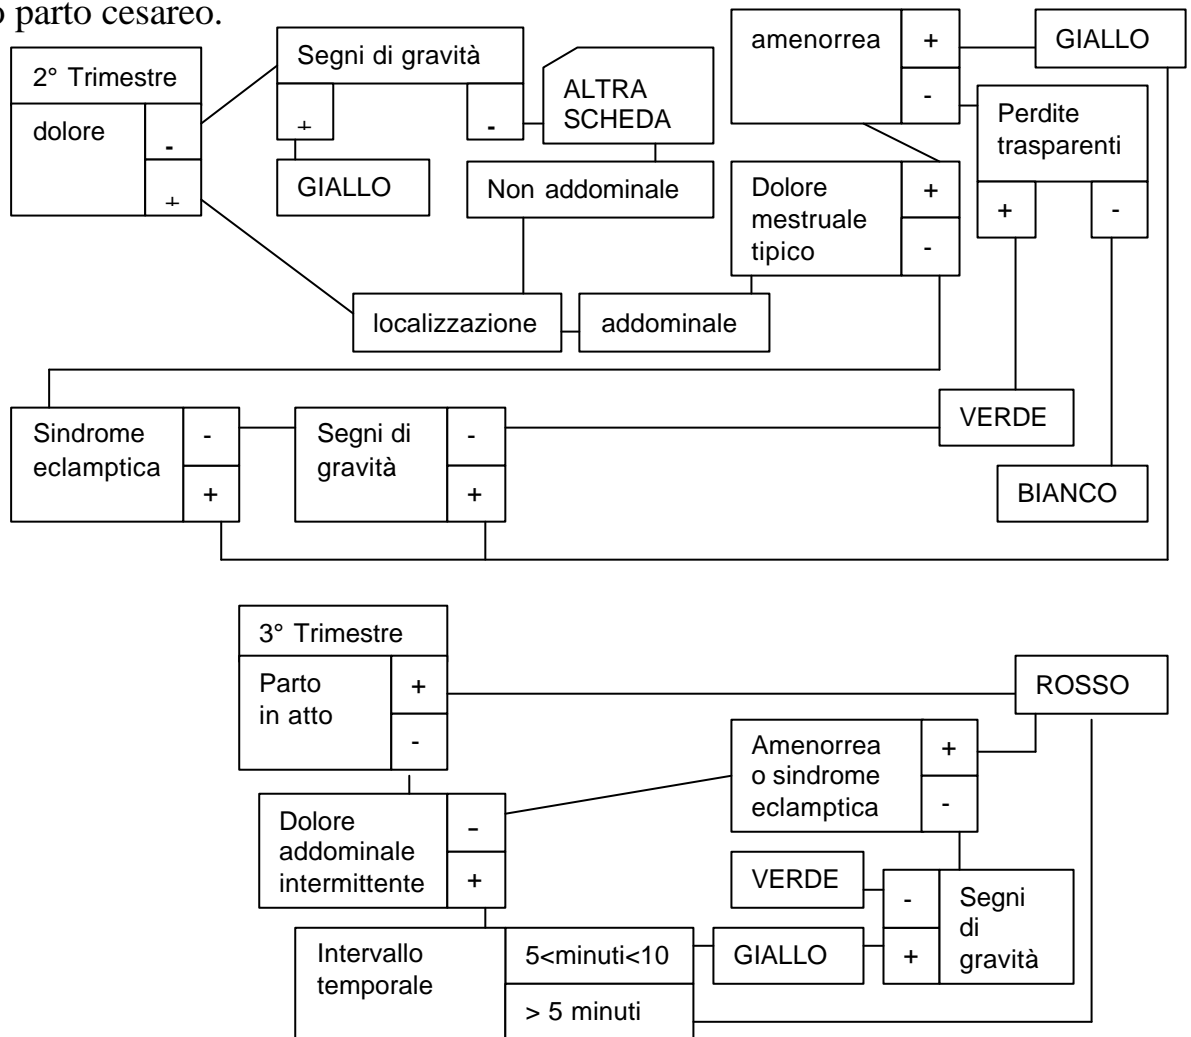 o parto cesareo.
2° Trimestre
dolore
-
+
Segni di gravità
+
-
GIALLO
ALTRA
SCHEDA
Non addominale
localizzazione
addominale
amenorrea
+
-
GIALLO
Perdite
trasparenti
+
-
Dolore
mestruale
tipico
+
-
VERDE
BIANCO
Sindrome
eclamptica
-
+
Segni di
gravità
-
+
3° Trimestre
Parto
in atto
+
-
ROSSO
Dolore
addominale
intermittente
-
+
Amenorrea
o sindrome
eclamptica
+
-
VERDE
-
+
Segni
di
gravità
Intervallo
temporale
5<minuti<10
> 5 minuti
GIALLO